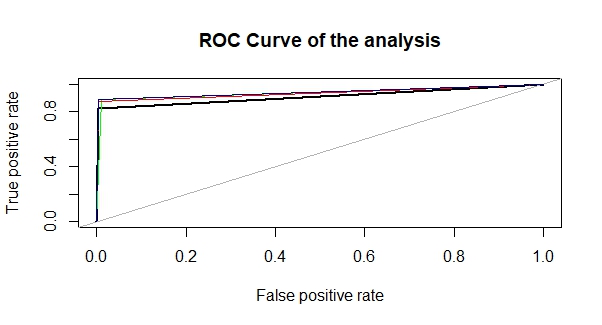 ROC Curve of the analysis
True positive rate
0.8
0.4
0.0
0.0 0.2 0.4 0.6 0.8 1.0
False positive rate